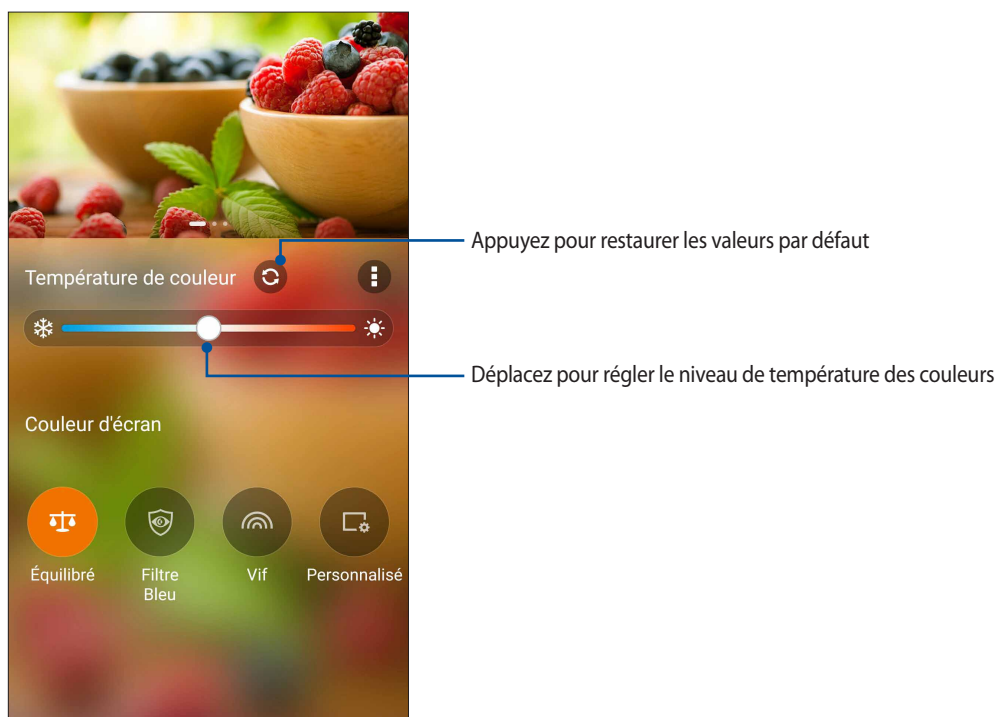 Appuyez pour restaurer les valeurs par défaut
Température de couleur
Déplacez pour régler le niveau de température des couleurs
Couleur d'écran
Équilibré
Filtre
Bleu
Vif
Personnalisé